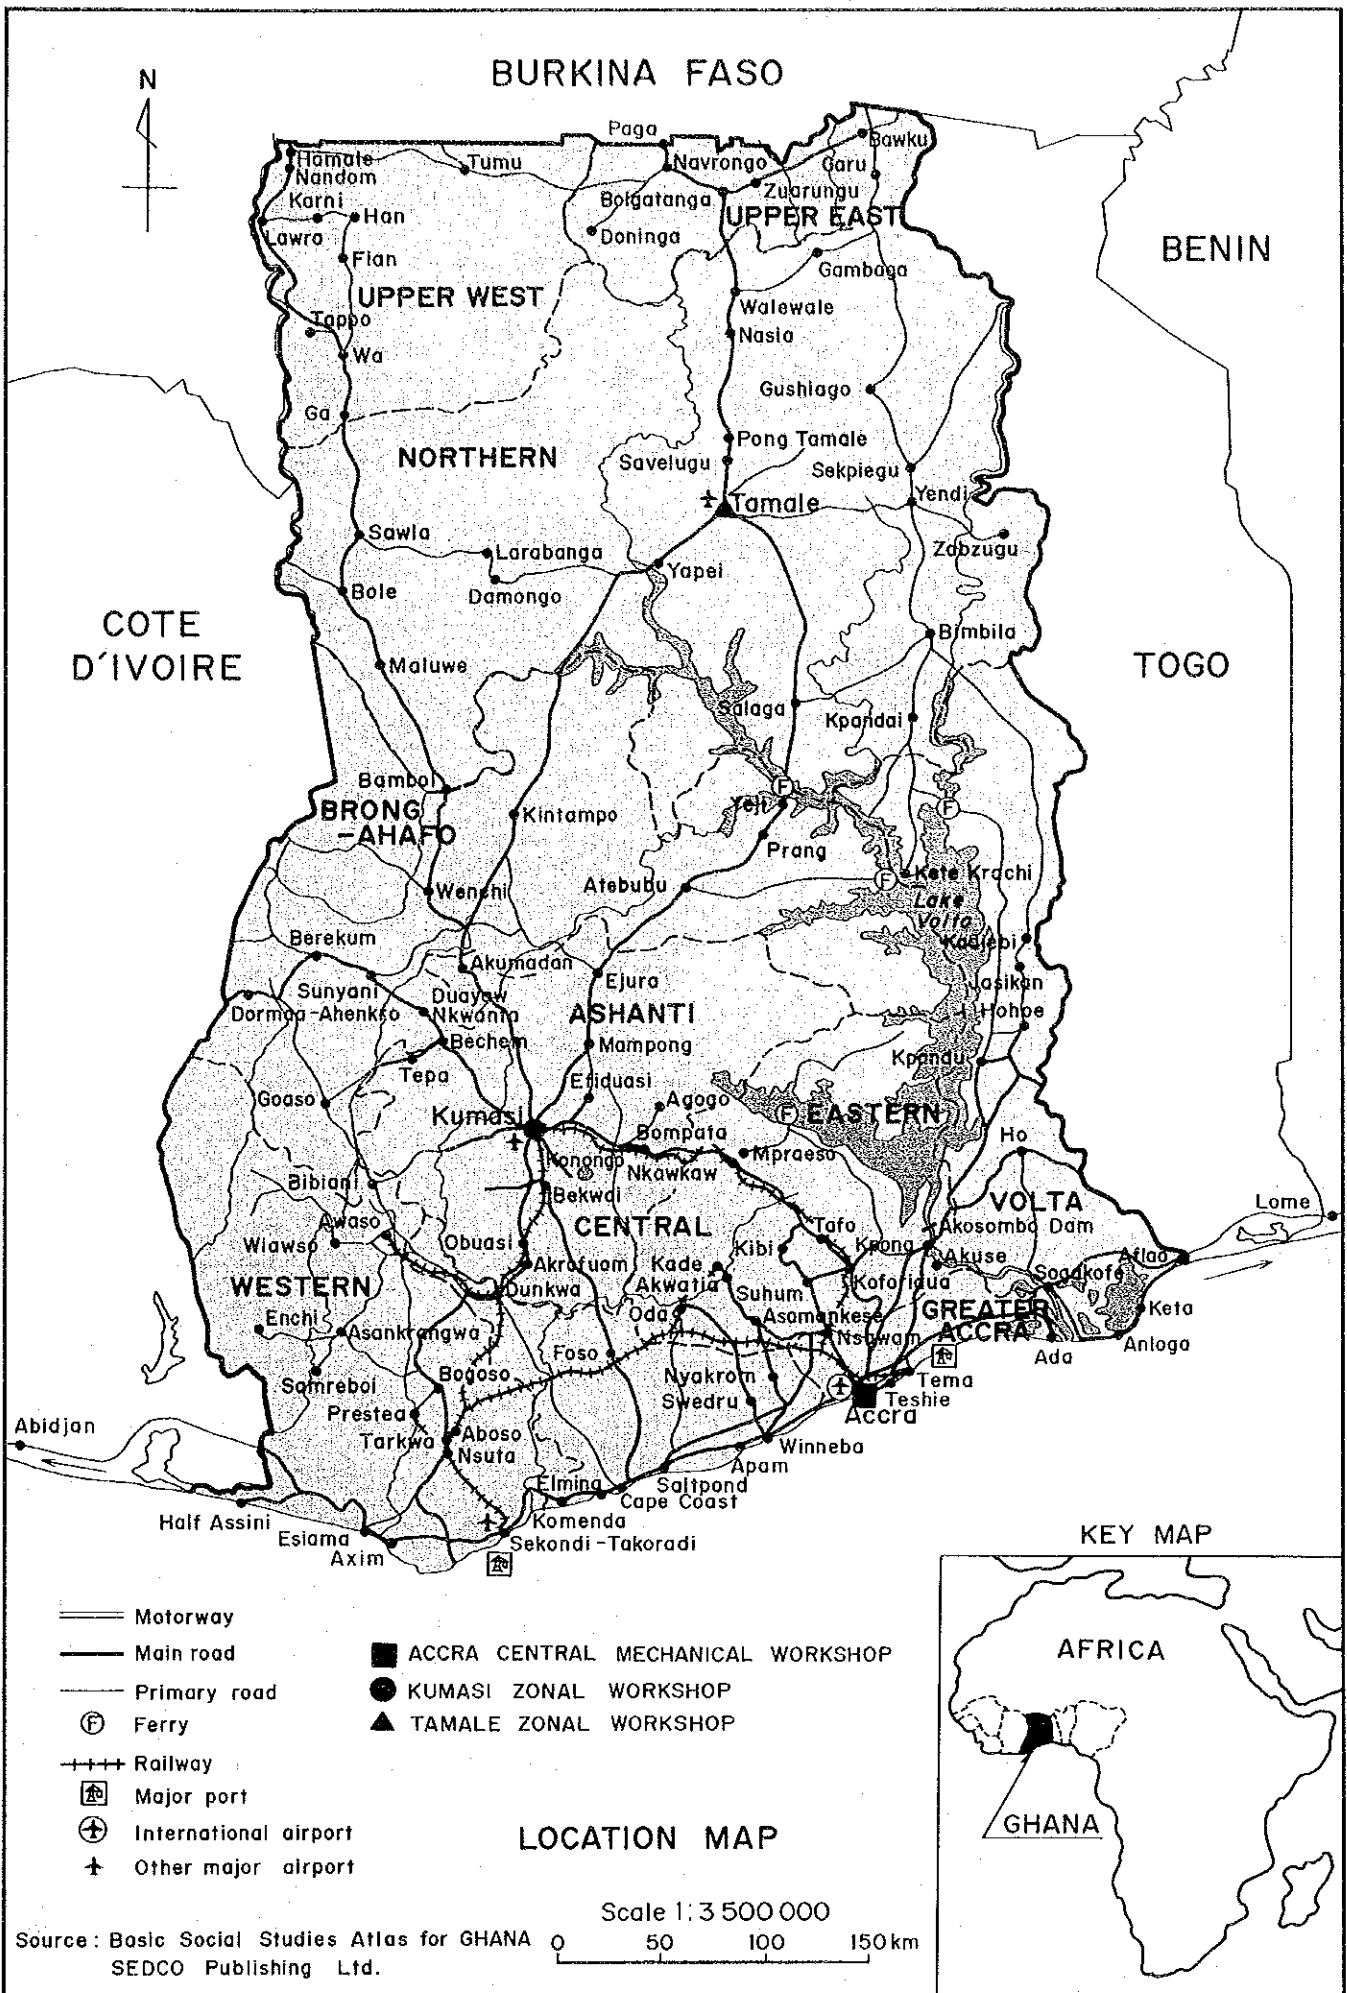 BURKINA FASO
N
Paga
Bawku
Hamale
Nandom
Tumu
Navrongo
Garu
Zuarungu
Karni
Han
Bolgatanga
UPPER EAST
Lawra
Doninga
BENIN
Fian
Gambaga
UPPER WEST
Walewale
Tappo
Nasia
Wa
Gushiago
Ga
Pong Tamale
NORTHERN
Savelugu
Sekpiegu
Tamale
Yendi
Sawla
Larabanga
Zabzugu
Yapei
Bole
Damongo
COTE
D'IVOIRE
Bimbila
Maluwe
TOGO
Salaga
Kpandai
Bamboi
F
BRONG
-AHAFO
Kintampo
Yeji
F
Prang
Wenchi
Atebubu
F
Kete Krachi
Lake
Volta
Berekum
Kadjebi
Akumadan
Ejura
Sunyani
Duayaw
Nkwanta
Jasikan
Dormaa-Ahenkro
ASHANTI
Hohoe
Bechem
Mampong
Kpandu
Tepa
Efiduasi
Goaso
Agogo
Kumasi
F
EASTERN
Bompata
Ho
Konongo
Nkawkaw
Mpraeso
Bibiani
Bekwai
VOLTA
Lome
Awaso
CENTRAL
Tafo
Akosombo Dam
Wiawso
Obuasi
Kibi
Kpong
Akuse
Aflao
Akrofuom
Kade
WESTERN
Akwatia
Koforidua
Sogakofe
Dunkwa
Suhum
Enchi
Oda
Asamankese
GREATER
ACCRA
Keta
Asankrangwa
Nsawam
Foso
Ada
Anloga
Samreboi
Bogoso
Nyakrom
Tema
Swedru
Teshie
Prestea
Accra
Abidjan
Aboso
Tarkwa
Nsuta
Winneba
Apam
Saltpond
Elmina
Cape Coast
Half Assini
Komenda
Esiama
Sekondi-Takoradi
Axim
KEY MAP
AFRICA
GHANA
Motorway
Main road
Primary road
F Ferry
Railway
Major port
International airport
Other major airport
ACCRA CENTRAL MECHANICAL WORKSHOP
KUMASI ZONAL WORKSHOP
TAMALE ZONAL WORKSHOP
LOCATION MAP
Scale 1:3 500 000
0 50 100 150 km
Source : Basic Social Studies Atlas for GHANA
SEDCO Publishing Ltd.